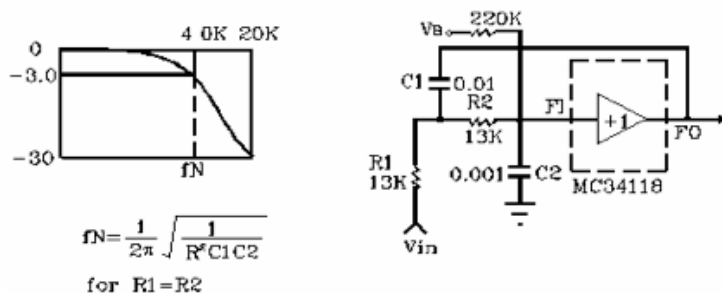 0
4 0K 20K
-3.0
-30
fN
fN=1/2π √1/R²C1C2
for R1=R2
220K
VB
C1
0.01
R2
13K
FI
+1
FO
R1
13K
0.001
C2
MC34118
Vin